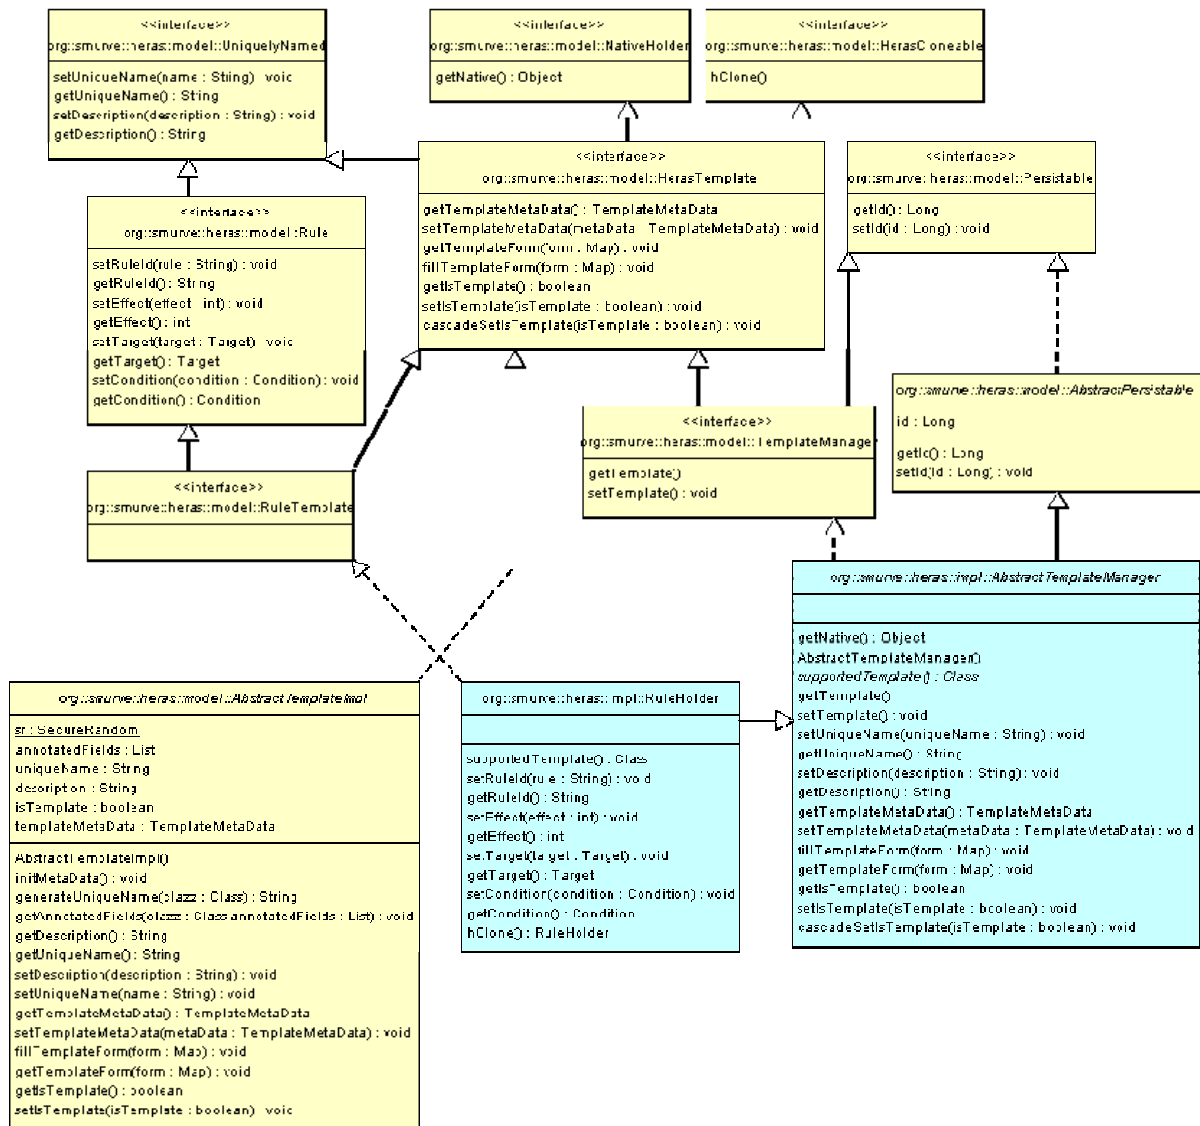 <<interface>>
org::smurve::heras::model::UniquelyNamed
setUniqueName(name : String) : void
getUniqueName() : String
setDescription(description : String) : void
getDescription() : String
<<interface>>
org::smurve::heras::model::NativeHolder
getNative() : Object
<<interface>>
org::smurve::heras::model::HerasCloneable
hClone()
<<interface>>
org::smurve::heras::model::HerasTemplate
getTemplateMetaData() : TemplateMetaData
setTemplateMetaData(metaData : TemplateMetaData) : void
getTemplateForm(form : Map) : void
fillTemplateForm(form : Map) : void
getIsTemplate() : boolean
setIsTemplate(isTemplate : boolean) : void
cascadeSetIsTemplate(isTemplate : boolean) : void
<<interface>>
org::smurve::heras::model::Persistable
getId() : Long
setId(id : Long) : void
<<interface>>
org::smurve::heras::model::Rule
setRuleId(rule : String) : void
getRuleId() : String
setEffect(effect : int) : void
getEffect() : int
setTarget(target : Target) : void
getTarget() : Target
setCondition(condition : Condition) : void
getCondition() : Condition
<<interface>>
org::smurve::heras::model::RuleTemplate
<<interface>>
org::smurve::heras::model::TemplateManager
getTemplate()
setTemplate() : void
org::smurve::heras::model::AbstractPersistable
id : Long
getId() : Long
setId(id : Long) : void
org::smurve::heras::model::AbstractTemplateImpl
sr : SecureRandom
annotatedFields : List
uniqueName : String
description : String
isTemplate : boolean
templateMetaData : TemplateMetaData
AbstractTemplateImpl()
initMetaData() : void
generateUniqueName(clazz : Class) : String
getAnnotatedFields(clazz : Class annotatedFields : List) : void
getDescription() : String
getUniqueName() : String
setDescription(description : String) : void
setUniqueName(name : String) : void
getTemplateMetaData() : TemplateMetaData
setTemplateMetaData(metaData : TemplateMetaData) : void
fillTemplateForm(form : Map) : void
getTemplateForm(form : Map) : void
getIsTemplate() : boolean
setIsTemplate(isTemplate : boolean) : void
org::smurve::heras::impl::RuleHolder
supportedTemplate() : Class
setRuleId(rule : String) : void
getRuleId() : String
setEffect(effect : int) : void
getEffect() : int
setTarget(target : Target) : void
getTarget() : Target
setCondition(condition : Condition) : void
getCondition() : Condition
hClone() : RuleHolder
org::smurve::heras::impl::AbstractTemplateManager
getNative() : Object
AbstractTemplateManager()
supportedTemplate() : Class
getTemplate()
setTemplate() : void
setUniqueName(uniqueName : String) : void
getUniqueName() : String
setDescription(description : String) : void
getDescription() : String
getTemplateMetaData() : TemplateMetaData
setTemplateMetaData(metaData : TemplateMetaData) : void
fillTemplateForm(form : Map) : void
getTemplateForm(form : Map) : void
getIsTemplate() : boolean
setIsTemplate(isTemplate : boolean) : void
cascadeSetIsTemplate(isTemplate : boolean) : void